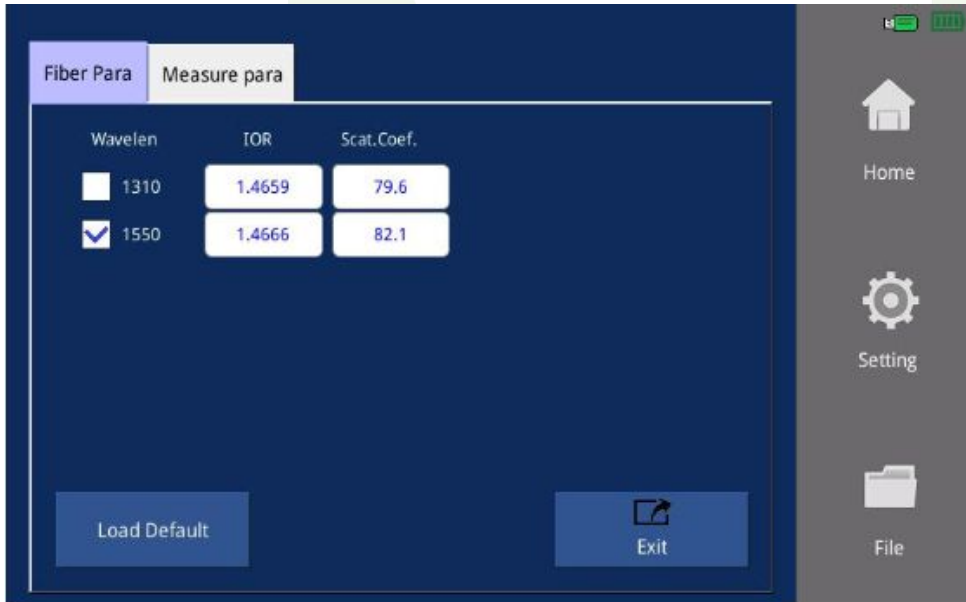 Fiber Para
Measure para
Wavelen IOR Scat.Coef.
1310 1.4659 79.6
1550 1.4666 82.1
Load Default
Exit
Home
Setting
File